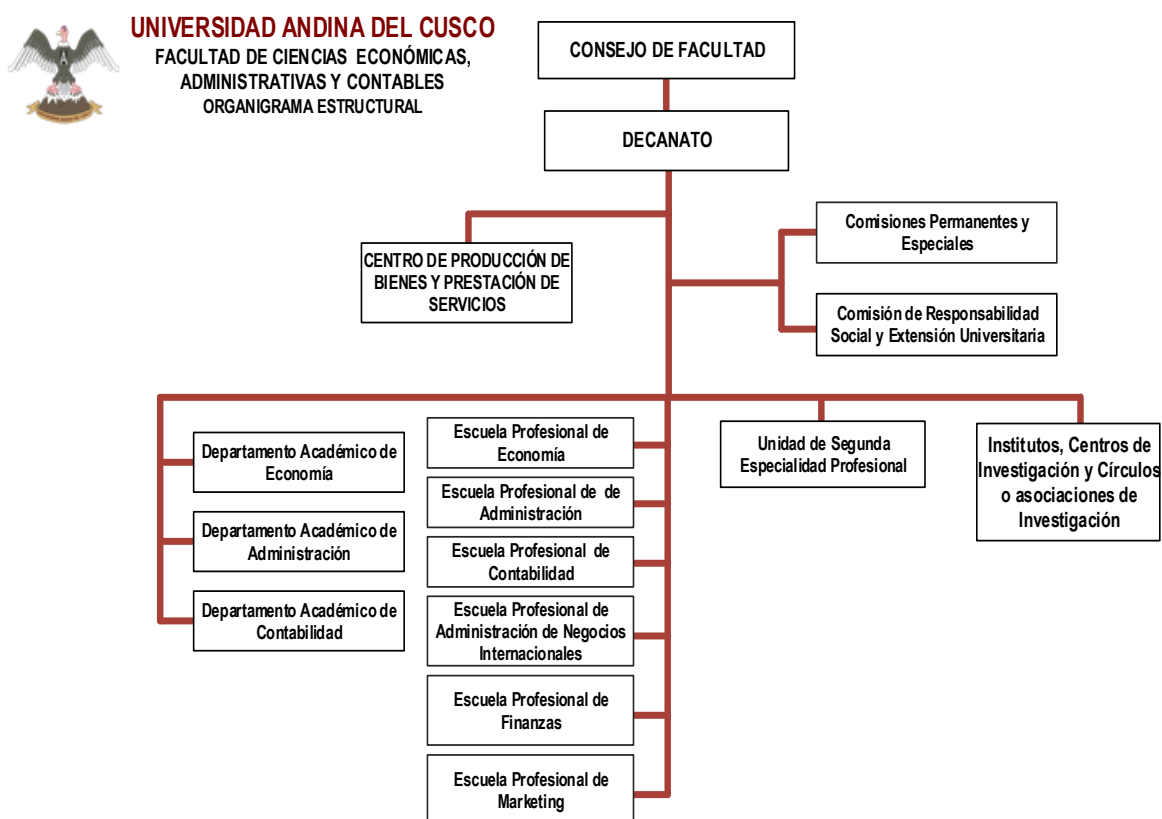 UNIVERSIDAD ANDINA DEL CUSCO
FACULTAD DE CIENCIAS ECONÓMICAS,
ADMINISTRATIVAS Y CONTABLES
ORGANIGRAMA ESTRUCTURAL
CONSEJO DE FACULTAD
DECANATO
CENTRO DE PRODUCCIÓN DE
BIENES Y PRESTACIÓN DE
SERVICIOS
Comisiones Permanentes y
Especiales
Comisión de Responsabilidad
Social y Extensión Universitaria
Departamento Académico de
Economía
Departamento Académico de
Administración
Departamento Académico de
Contabilidad
Escuela Profesional de
Economía
Escuela Profesional de de
Administración
Escuela Profesional de
Contabilidad
Escuela Profesional de
Administración de Negocios
Internacionales
Escuela Profesional de
Finanzas
Escuela Profesional de
Marketing
Unidad de Segunda
Especialidad Profesional
Institutos, Centros de
Investigación y Círculos
o asociaciones de
Investigación